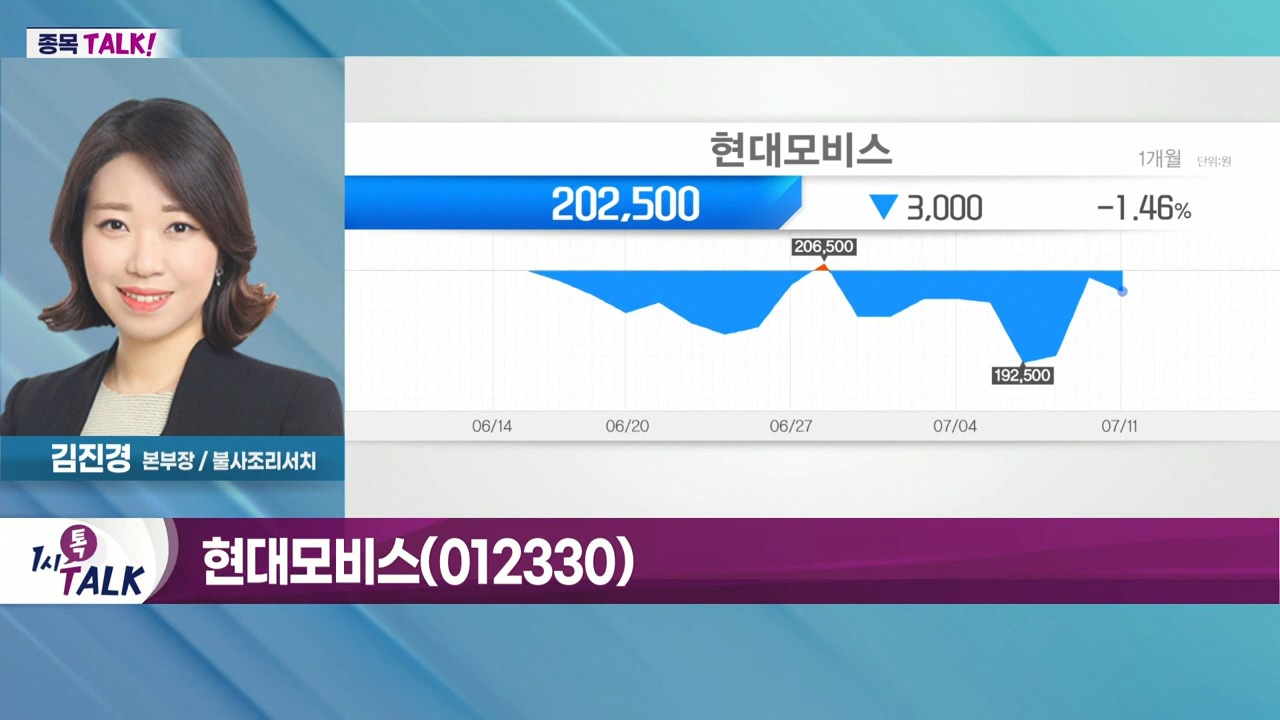 종목 TALK!
현대모비스
1개월 단위:원
202,500 ▼ 3,000 -1.46%
206,500
192,500
06/14 06/20 06/27 07/04 07/11
김진경 본부장 / 불사조리서치
1시 톡 TALK
현대모비스(012330)